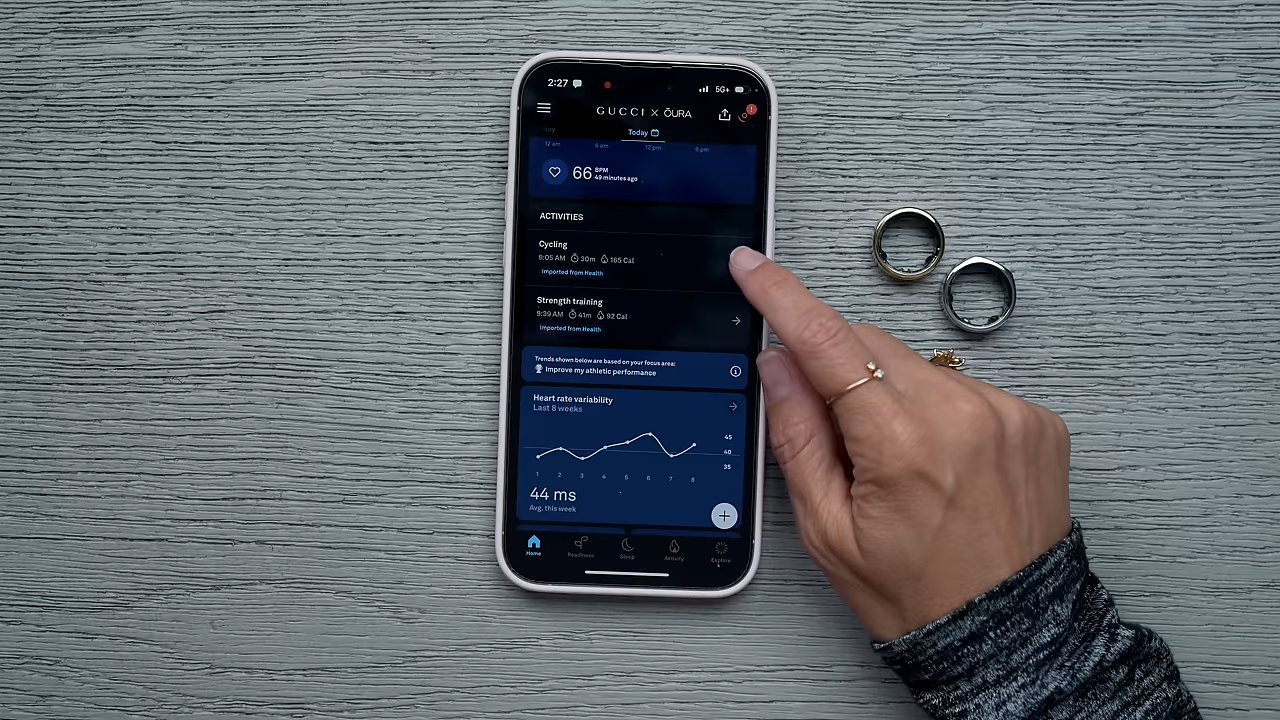 2:27 5G+
GUCCI X ŌURA
!
Today
12 am 6 am 12 pm 6 pm
66 BPM
49 minutes ago
ACTIVITIES
Cycling
9:05 AM 30m 165 Cal
Imported from Health
Strength training
9:39 AM 41m 92 Cal
Imported from Health
Trends shown below are based on your focus area:
Improve my athletic performance
Heart rate variability
Last 8 weeks
45
40
35
1 2 3 4 5 6 7 8
44 ms
Avg. this week
Home Readiness Sleep Activity Explore